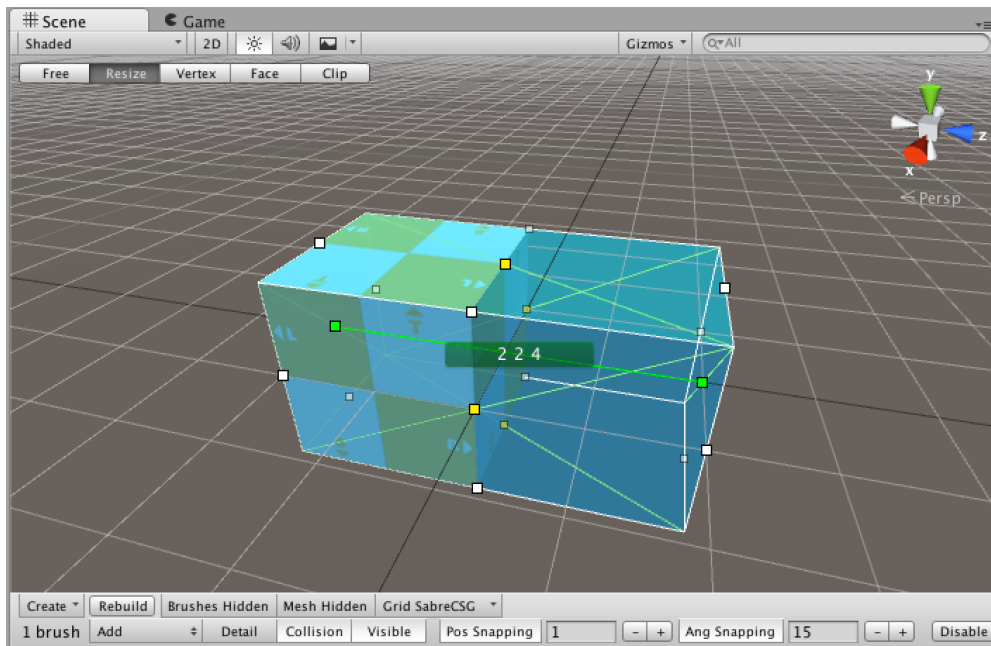 Scene Game
Shaded 2D Gizmos All
Free Resize Vertex Face Clip
y
z
x
Persp
2 2 4
Create Rebuild Brushes Hidden Mesh Hidden Grid SabreCSG
1 brush Add Detail Collision Visible Pos Snapping 1 - + Ang Snapping 15 - + Disable